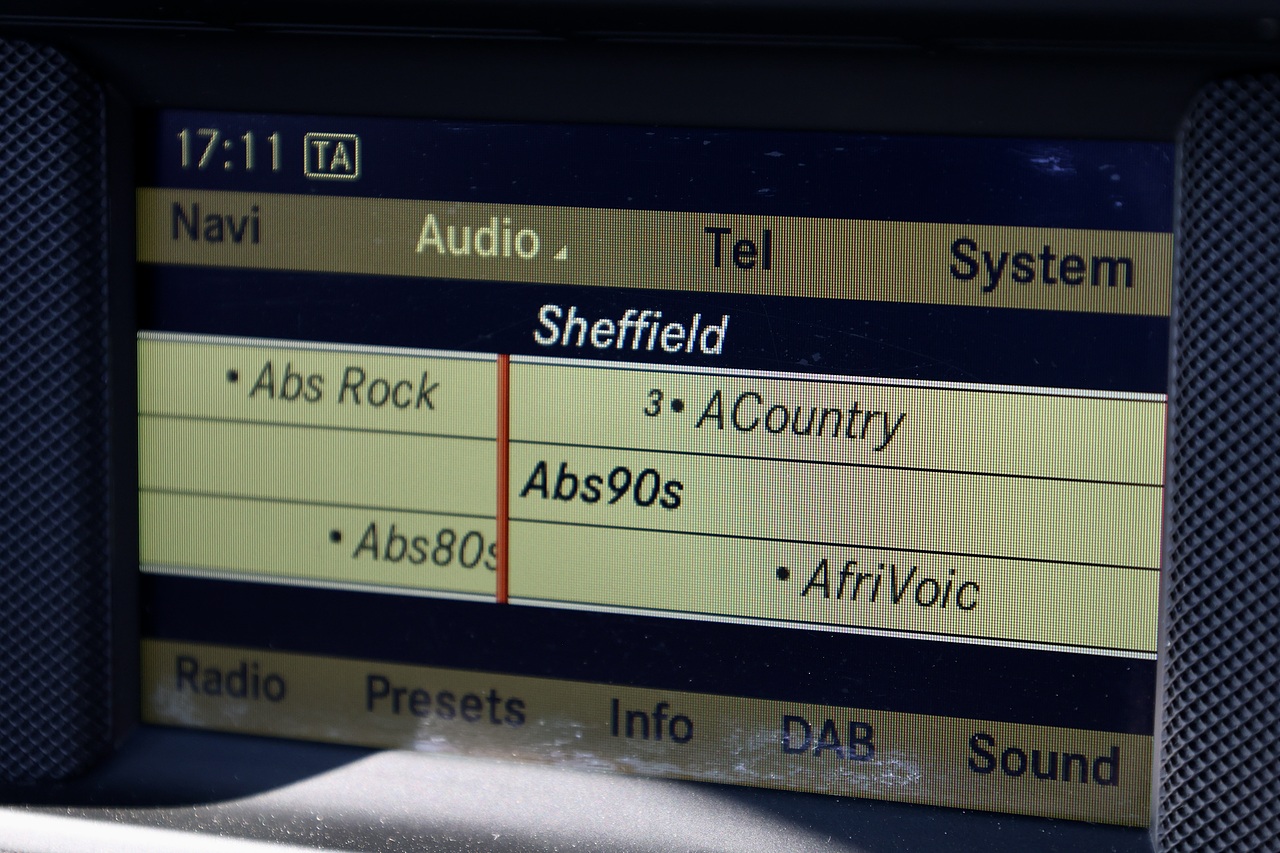 17:11 TA
Navi Audio Tel System
Sheffield
• Abs Rock 3• ACountry
Abs90s
• Abs80s • AfriVoic
Radio Presets Info DAB Sound